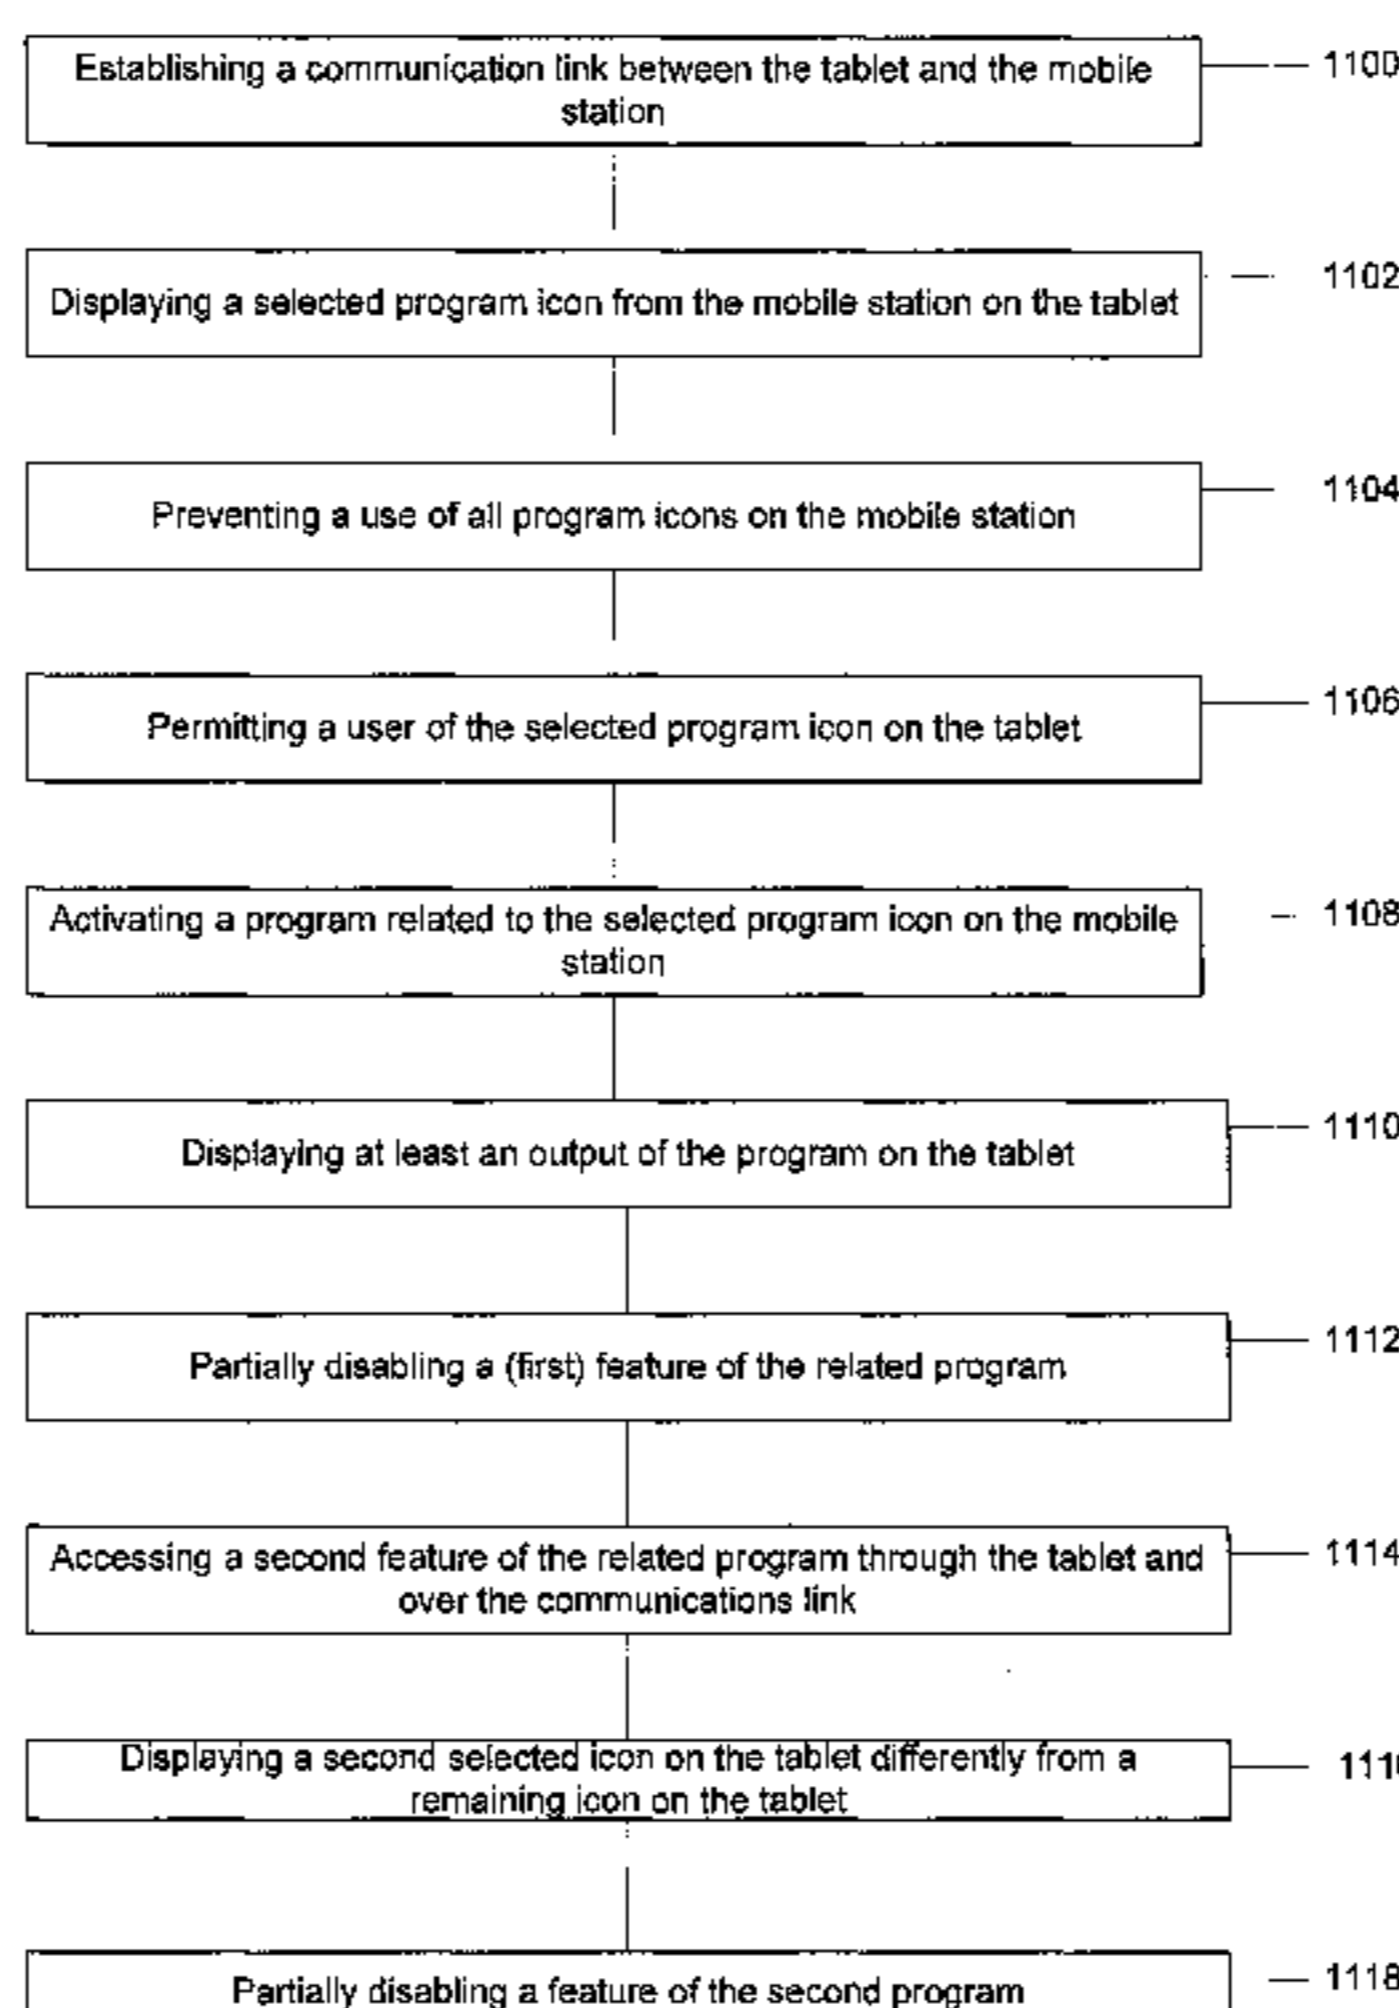 Establishing a communication link between the tablet and the mobile
station
1100
Displaying a selected program icon from the mobile station on the tablet
1102
Preventing a use of all program icons on the mobile station
1104
Permitting a user of the selected program icon on the tablet
1106
Activating a program related to the selected program icon on the mobile
station
1108
Displaying at least an output of the program on the tablet
1110
Partially disabling a (first) feature of the related program
1112
Accessing a second feature of the related program through the tablet and
over the communications link
1114
Displaying a second selected icon on the tablet differently from a
remaining icon on the tablet
Partially disabling a feature of the second program
1118